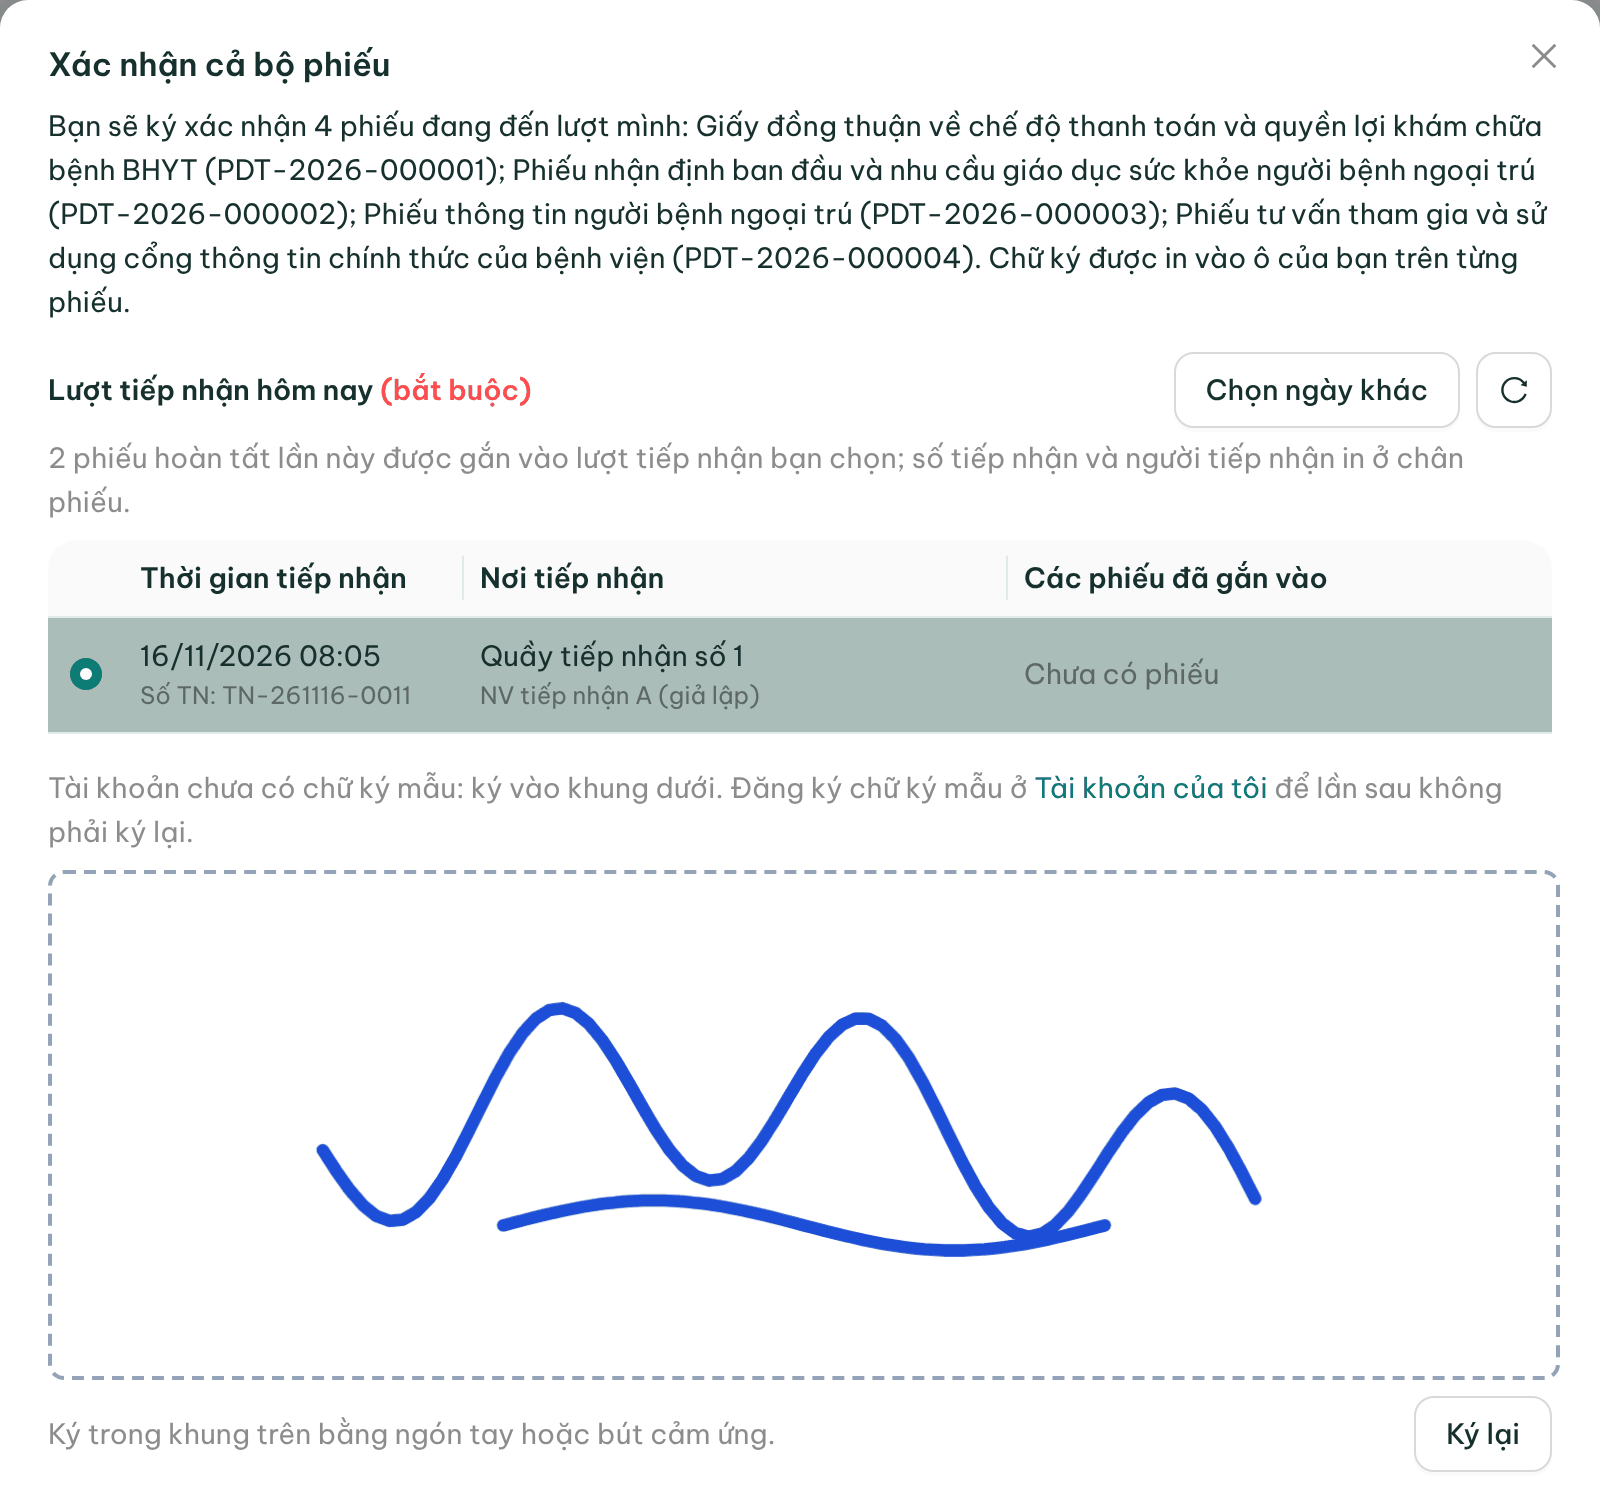 Xác nhận cả bộ phiếu
Bạn sẽ ký xác nhận 4 phiếu đang đến lượt mình: Giấy đồng thuận về chế độ thanh toán và quyền lợi khám chữa
bệnh BHYT (PDT-2026-000001); Phiếu nhận định ban đầu và nhu cầu giáo dục sức khỏe người bệnh ngoại trú
(PDT-2026-000002); Phiếu thông tin người bệnh ngoại trú (PDT-2026-000003); Phiếu tư vấn tham gia và sử
dụng cổng thông tin chính thức của bệnh viện (PDT-2026-000004). Chữ ký được in vào ô của bạn trên từng
phiếu.
Lượt tiếp nhận hôm nay (bắt buộc)
Chọn ngày khác
2 phiếu hoàn tất lần này được gắn vào lượt tiếp nhận bạn chọn; số tiếp nhận và người tiếp nhận in ở chân
phiếu.
Thời gian tiếp nhận Nơi tiếp nhận Các phiếu đã gắn vào
16/11/2026 08:05 Quầy tiếp nhận số 1 Chưa có phiếu
Số TN: TN-261116-0011 NV tiếp nhận A (giả lập)
Tài khoản chưa có chữ ký mẫu: ký vào khung dưới. Đăng ký chữ ký mẫu ở Tài khoản của tôi để lần sau không
phải ký lại.
Ký trong khung trên bằng ngón tay hoặc bút cảm ứng.
Ký lại